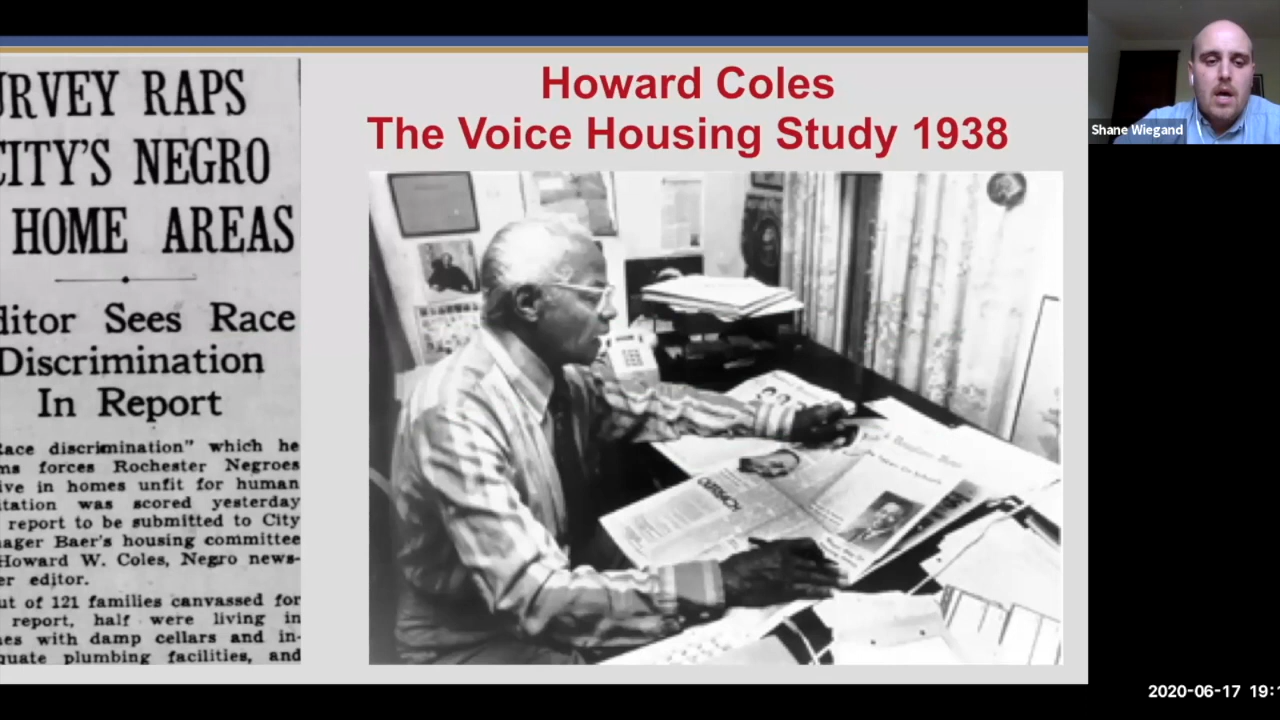 URVEY RAPS
CITY'S NEGRO
HOME AREAS
ditor Sees Race
Discrimination
In Report
Race discrimination" which he
ms forces Rochester Negroes
ive in homes unfit for human
itation was scored yesterday
report to be submitted to City
nager Baer's housing committee
Howard W. Coles, Negro news-
er editor.
ut of 121 families canvassed for
report, half were living in
es with damp cellars and in-
quate plumbing facilities, and
Howard Coles
The Voice Housing Study 1938
OUTREACH
Shane Wiegand
2020-06-17 19:1